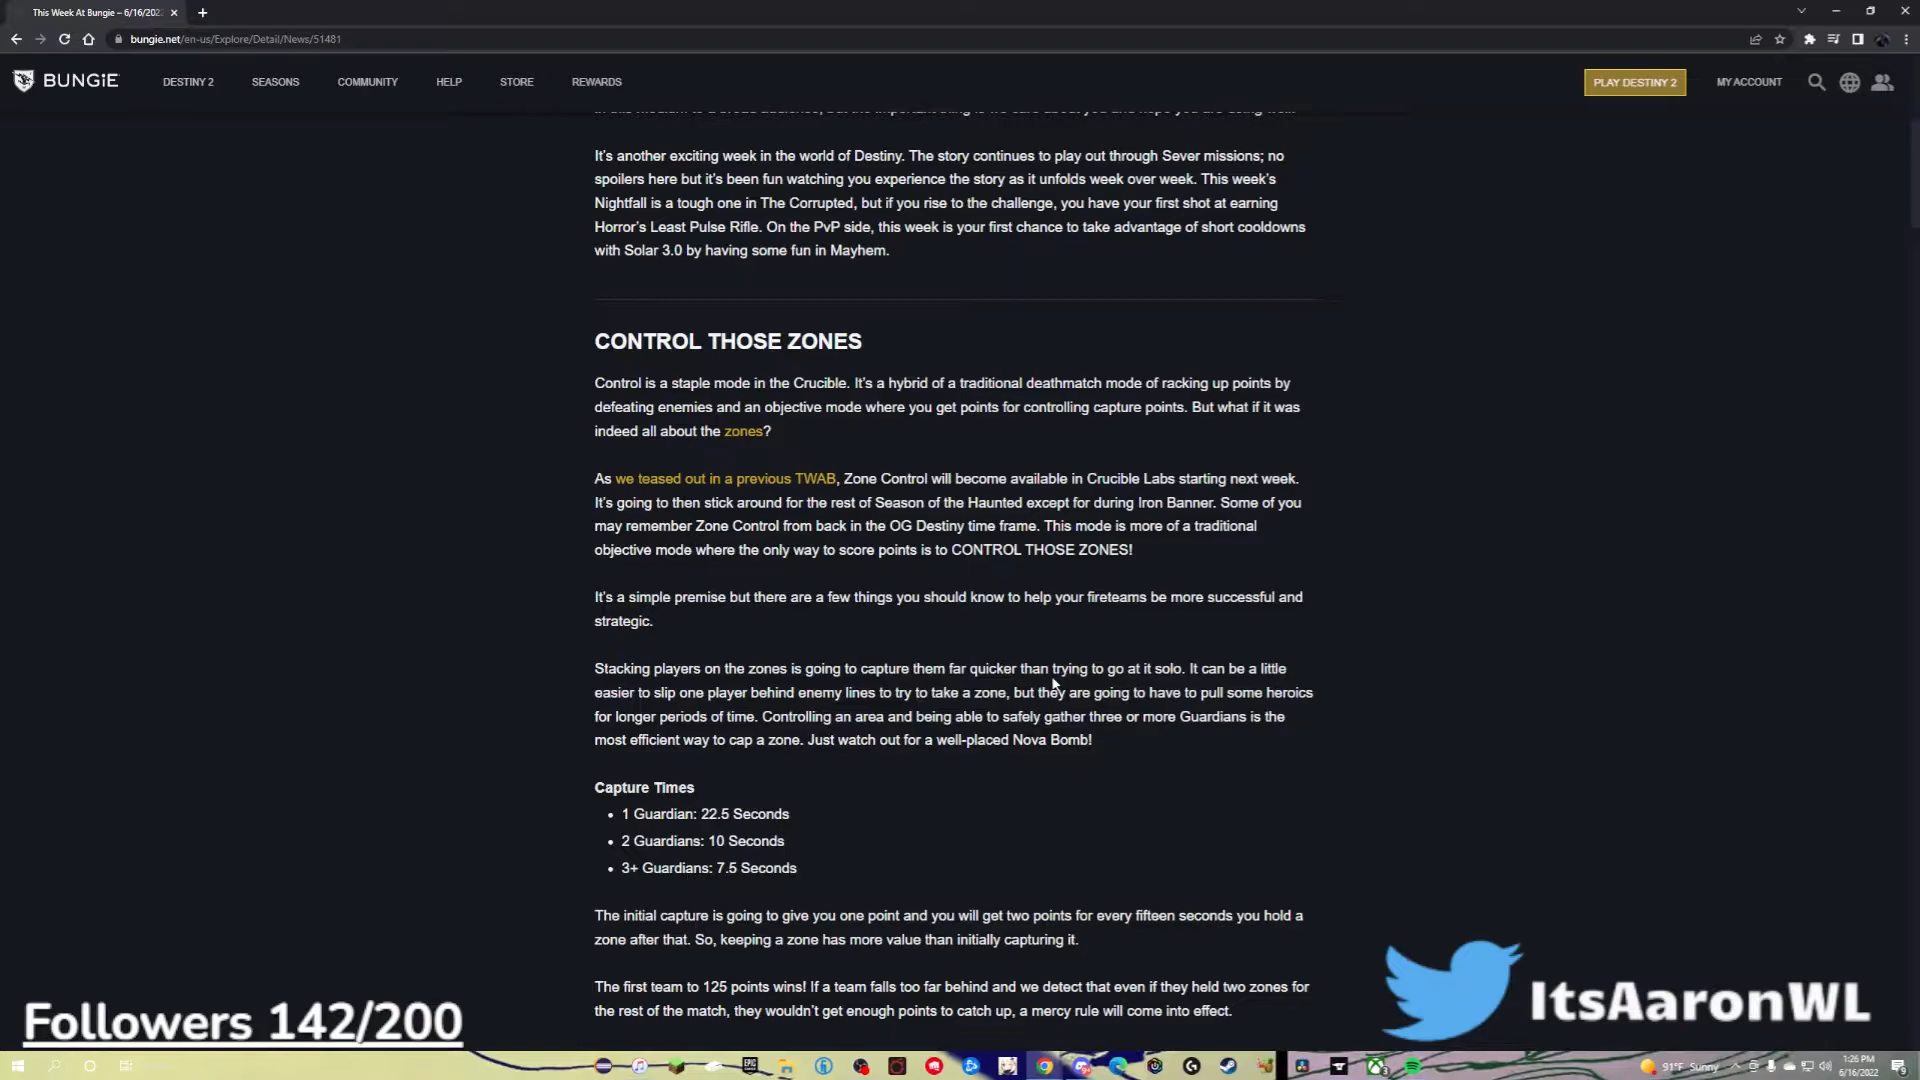 This Week At Bungie – 6/16/202
bungie.net/en-us/Explore/Detail/News/51481
BUNGiE
DESTINY 2
SEASONS
COMMUNITY
HELP
STORE
REWARDS
PLAY DESTINY 2
MY ACCOUNT
It's another exciting week in the world of Destiny. The story continues to play out through Sever missions; no
spoilers here but it's been fun watching you experience the story as it unfolds week over week. This week's
Nightfall is a tough one in The Corrupted, but if you rise to the challenge, you have your first shot at earning
Horror's Least Pulse Rifle. On the PvP side, this week is your first chance to take advantage of short cooldowns
with Solar 3.0 by having some fun in Mayhem.
CONTROL THOSE ZONES
Control is a staple mode in the Crucible. It's a hybrid of a traditional deathmatch mode of racking up points by
defeating enemies and an objective mode where you get points for controlling capture points. But what if it was
indeed all about the zones?
As we teased out in a previous TWAB, Zone Control will become available in Crucible Labs starting next week.
It's going to then stick around for the rest of Season of the Haunted except for during Iron Banner. Some of you
may remember Zone Control from back in the OG Destiny time frame. This mode is more of a traditional
objective mode where the only way to score points is to CONTROL THOSE ZONES!
It's a simple premise but there are a few things you should know to help your fireteams be more successful and
strategic.
Stacking players on the zones is going to capture them far quicker than trying to go at it solo. It can be a little
easier to slip one player behind enemy lines to try to take a zone, but they are going to have to pull some heroics
for longer periods of time. Controlling an area and being able to safely gather three or more Guardians is the
most efficient way to cap a zone. Just watch out for a well-placed Nova Bomb!
Capture Times
• 1 Guardian: 22.5 Seconds
• 2 Guardians: 10 Seconds
• 3+ Guardians: 7.5 Seconds
The initial capture is going to give you one point and you will get two points for every fifteen seconds you hold a
zone after that. So, keeping a zone has more value than initially capturing it.
The first team to 125 points wins! If a team falls too far behind and we detect that even if they held two zones for
the rest of the match, they wouldn't get enough points to catch up, a mercy rule will come into effect.
Followers 142/200
ItsAaronWL
91°F Sunny
1:26 PM
6/16/2022